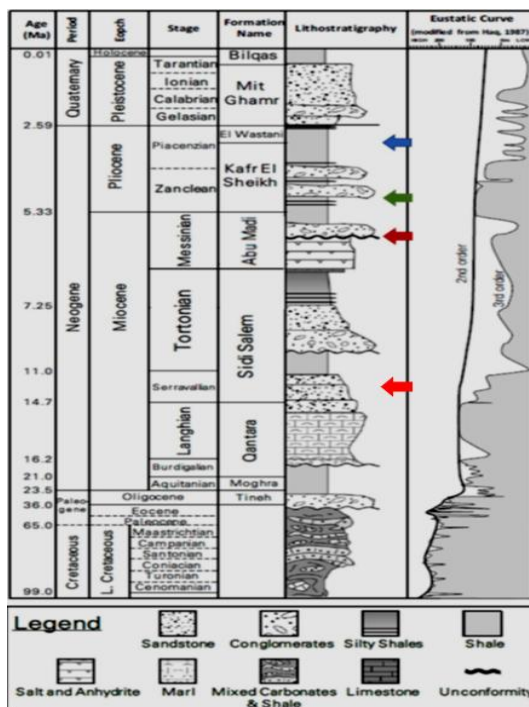 Age (Ma) Period Epoph Stage Formation Name Lithostratigraphy Eustatic Curve
(modified from Haq, 1987)
0.01 Holocene Bilqas
Quaternary Pleistocene Tarantian Mit Ghamr
Ionian
Calabrian
Gelasian
2.59 El Wastani
Neogene Pliocene Piacenzian Kafr El Sheikh
Zanclean
5.33
Miocene Messinian Abu Madi
Tortonian Sidi Salem 2nd order 3rd order
7.25
11.0
Serravallian
14.7
Langhian Qantara
16.2
Burdigalian
21.0
Aquitanian Moghra
23.5
Paleogene Oligocene Tineh
36.0
Eocene
Paleocene
65.0
Cretaceous L. Cretaceous Maastrichtian
Campanian
Santonian
Coniacian
Turonian
99.0 Cenomanian
Legend
Sandstone Conglomerates Silty Shales Shale
Salt and Anhydrite Marl Mixed Carbonates & Shale Limestone Unconformity